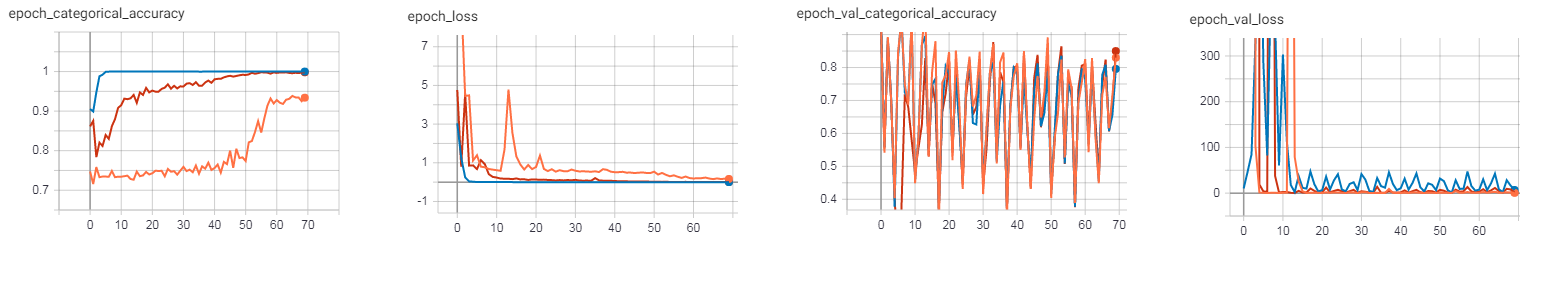 epoch_categorical_accuracy
1
0.9
0.8
0.7
0 10 20 30 40 50 60 70
epoch_loss
7
5
3
1
-1
0 10 20 30 40 50 60
epoch_val_categorical_accuracy
0.8
0.7
0.6
0.5
0.4
0 10 20 30 40 50 60 70
epoch_val_loss
300
200
100
0
0 10 20 30 40 50 60